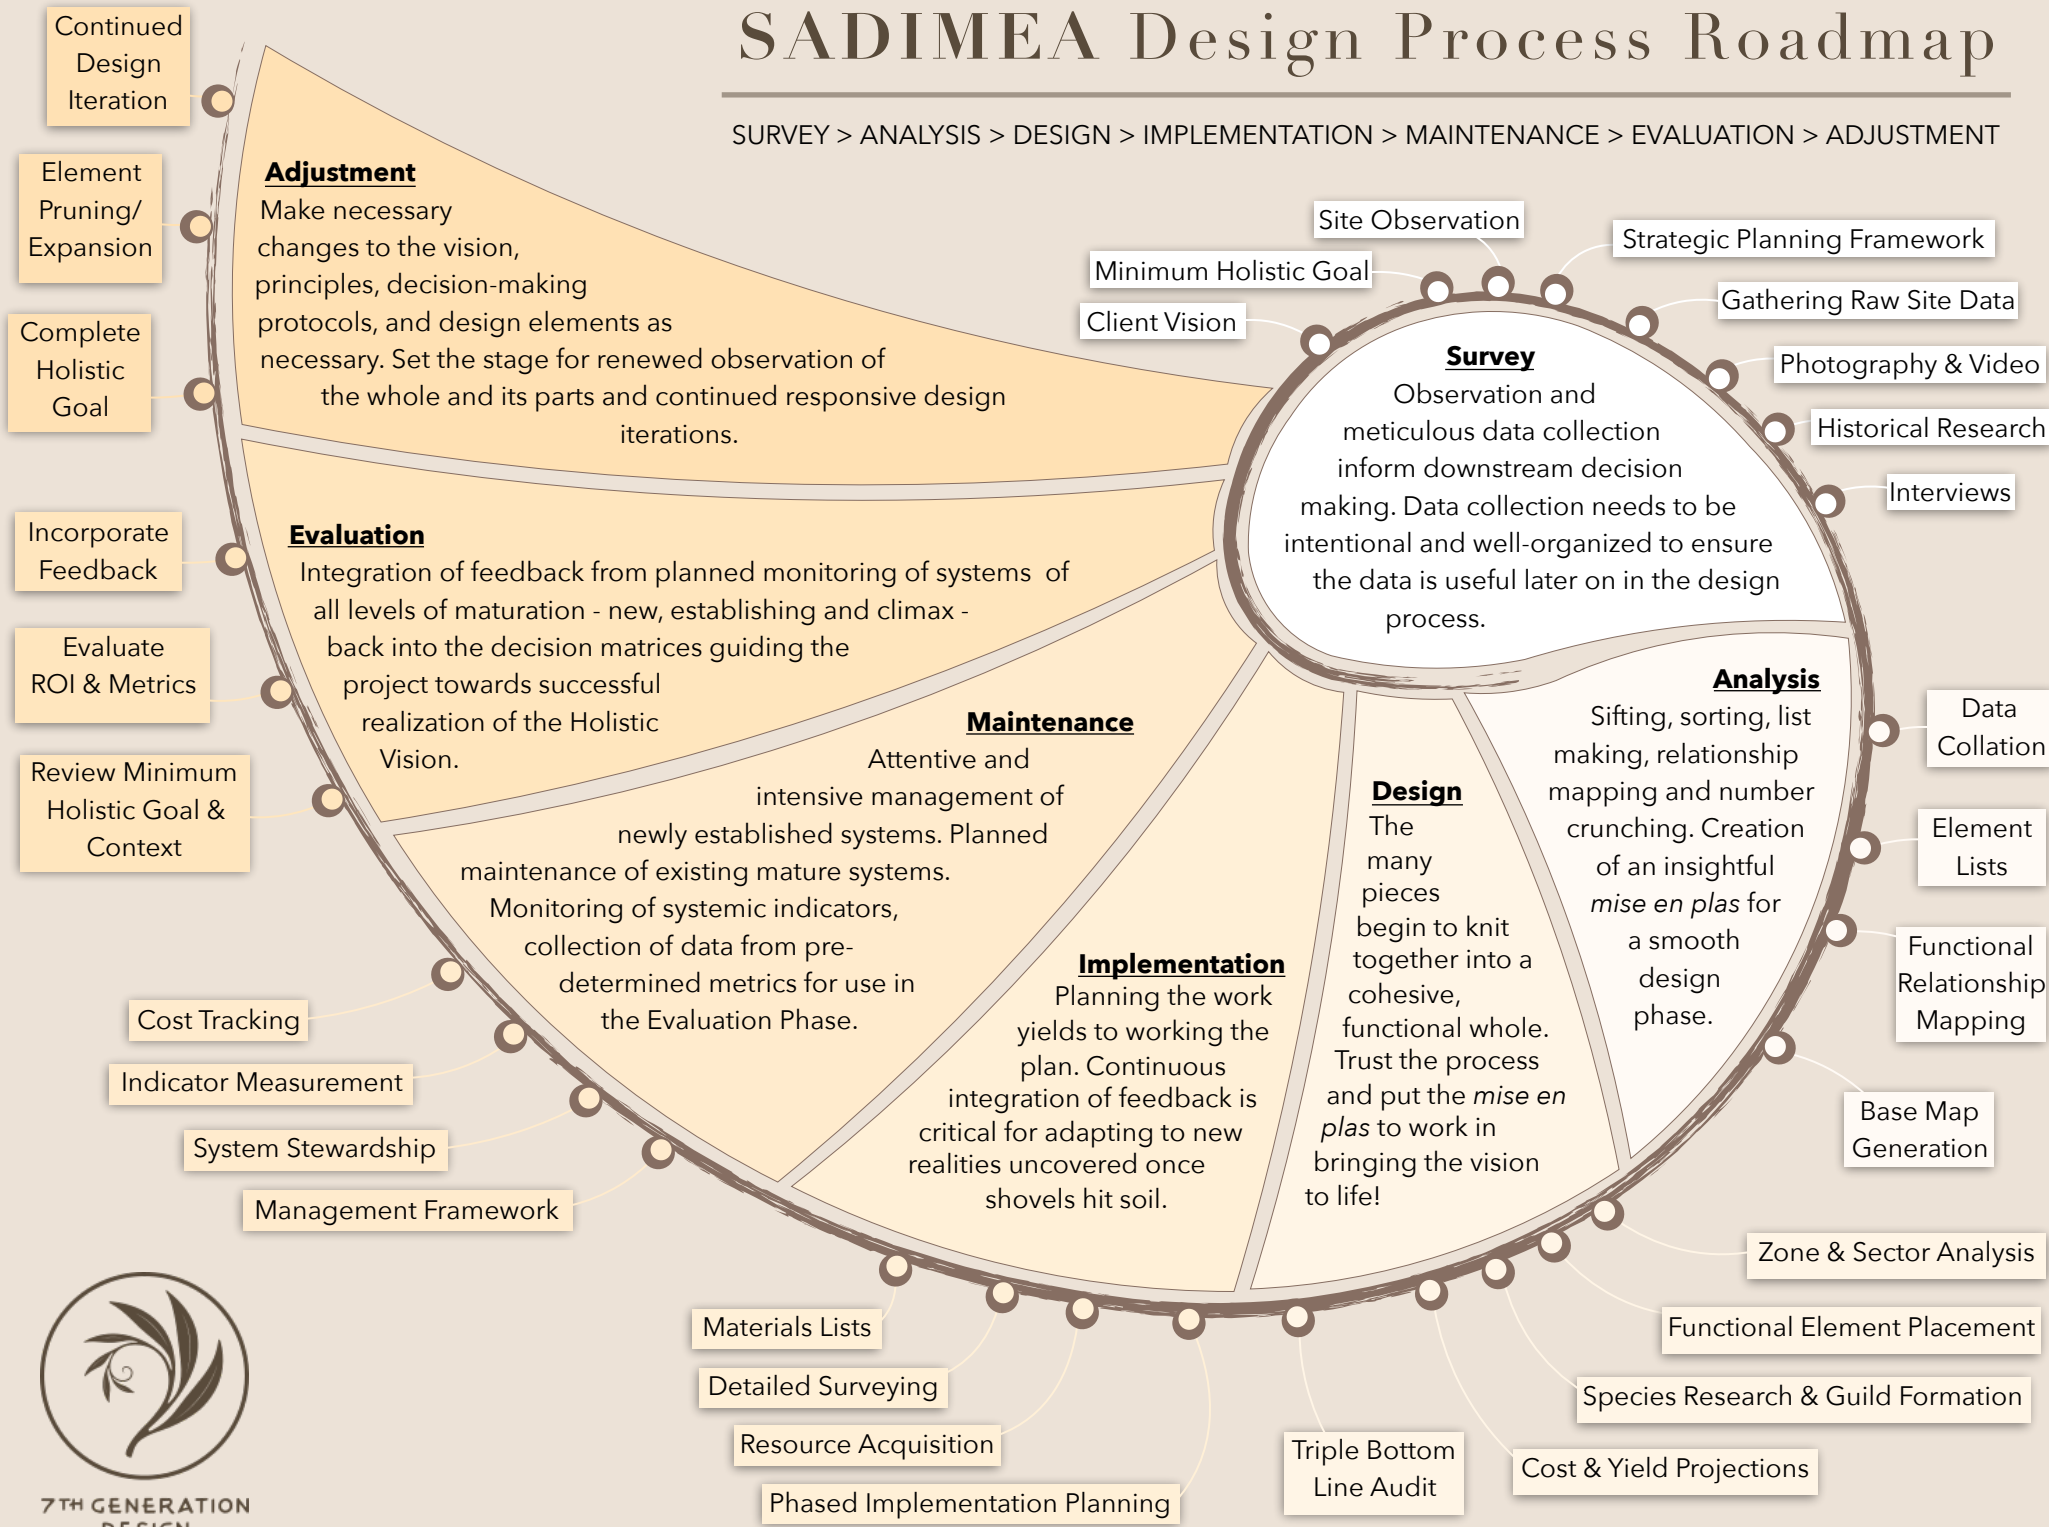 SADIMEA Design Process Roadmap
SURVEY > ANALYSIS > DESIGN > IMPLEMENTATION > MAINTENANCE > EVALUATION > ADJUSTMENT
Client Vision
Minimum Holistic Goal
Site Observation
Strategic Planning Framework
Gathering Raw Site Data
Photography & Video
Historical Research
Interviews
Survey
Observation and
meticulous data collection
inform downstream decision
making. Data collection needs to be
intentional and well-organized to ensure
the data is useful later on in the design
process.
Analysis
Sifting, sorting, list
making, relationship
mapping and number
crunching. Creation
of an insightful
mise en plas for
a smooth
design
phase.
Data
Collation
Element
Lists
Functional
Relationship
Mapping
Base Map
Generation
Design
The
many
pieces
begin to knit
together into a
cohesive,
functional whole.
Trust the process
and put the mise en
plas to work in
bringing the vision
to life!
Zone & Sector Analysis
Functional Element Placement
Species Research & Guild Formation
Cost & Yield Projections
Triple Bottom
Line Audit
Implementation
Planning the work
yields to working the
plan. Continuous
integration of feedback is
critical for adapting to new
realities uncovered once
shovels hit soil.
Phased Implementation Planning
Resource Acquisition
Detailed Surveying
Materials Lists
Maintenance
Attentive and
intensive management of
newly established systems. Planned
maintenance of existing mature systems.
Monitoring of systemic indicators,
collection of data from pre-
determined metrics for use in
the Evaluation Phase.
Management Framework
System Stewardship
Indicator Measurement
Cost Tracking
Evaluation
Integration of feedback from planned monitoring of systems of
all levels of maturation - new, establishing and climax -
back into the decision matrices guiding the
project towards successful
realization of the Holistic
Vision.
Review Minimum
Holistic Goal &
Context
Evaluate
ROI & Metrics
Incorporate
Feedback
Adjustment
Make necessary
changes to the vision,
principles, decision-making
protocols, and design elements as
necessary. Set the stage for renewed observation of
the whole and its parts and continued responsive design
iterations.
Complete
Holistic
Goal
Element
Pruning/
Expansion
Continued
Design
Iteration
7TH GENERATION
DESIGN